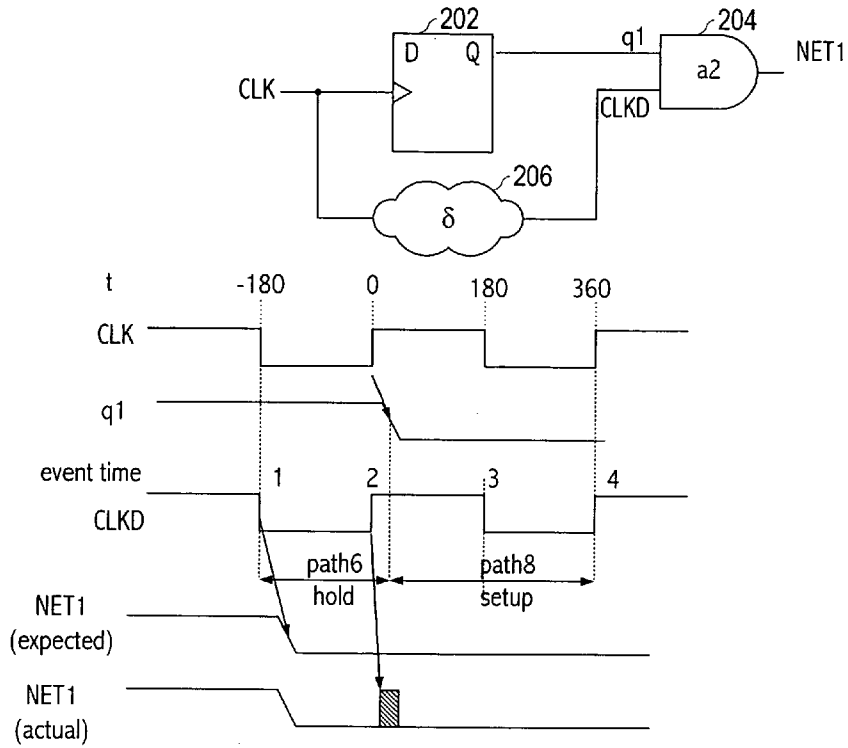 202
204
D Q
q1
a2
NET1
CLK
CLKD
206
δ
t -180 0 180 360
CLK
q1
event time 1 2 3 4
CLKD
path6 path8
hold setup
NET1
(expected)
NET1
(actual)